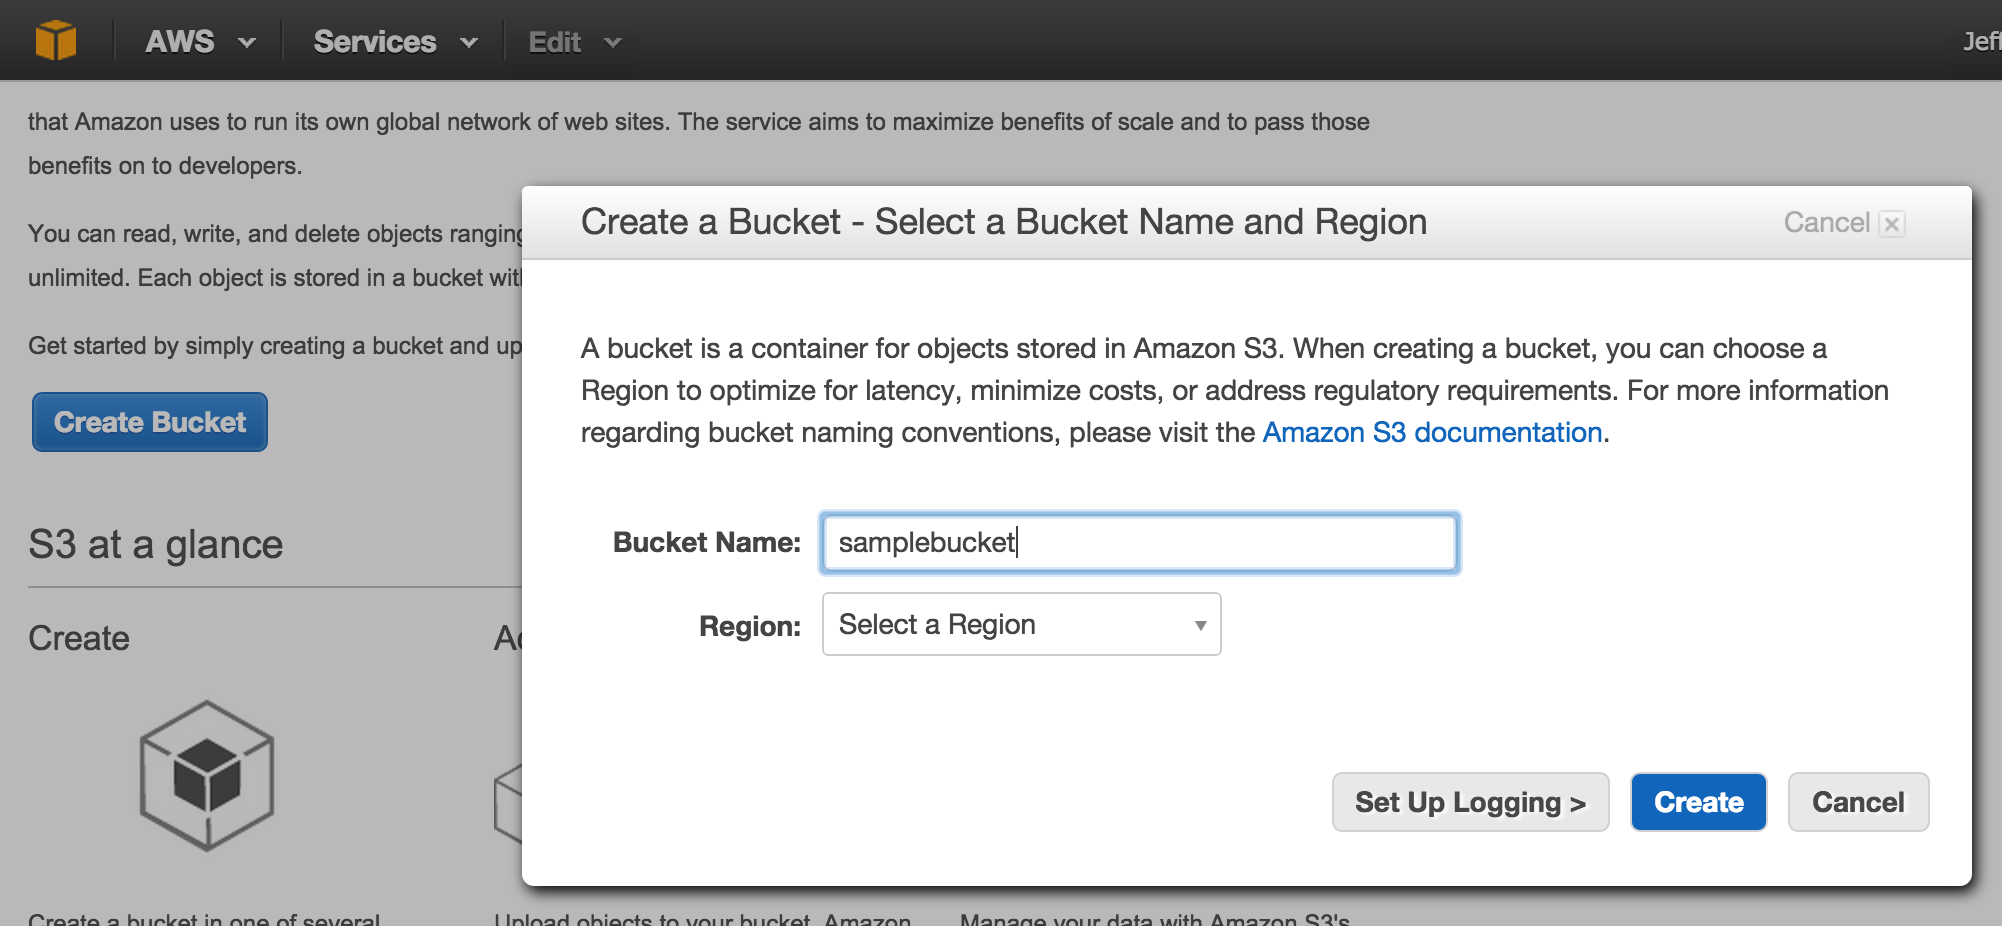 AWS Services Edit Jeff
that Amazon uses to run its own global network of web sites. The service aims to maximize benefits of scale and to pass those
benefits on to developers.
You can read, write, and delete objects ranging
unlimited. Each object is stored in a bucket
Get started by simply creating a bucket and
Create Bucket
S3 at a glance
Create
Create a Bucket - Select a Bucket Name and Region
Cancel
A bucket is a container for objects stored in Amazon S3. When creating a bucket, you can choose a
Region to optimize for latency, minimize costs, or address regulatory requirements. For more information
regarding bucket naming conventions, please visit the Amazon S3 documentation.
Bucket Name: samplebucket
Region: Select a Region
Set Up Logging >
Create
Cancel
Create a bucket in one of several
Upload objects to your bucket. Amazon
Manage your data with Amazon S3's